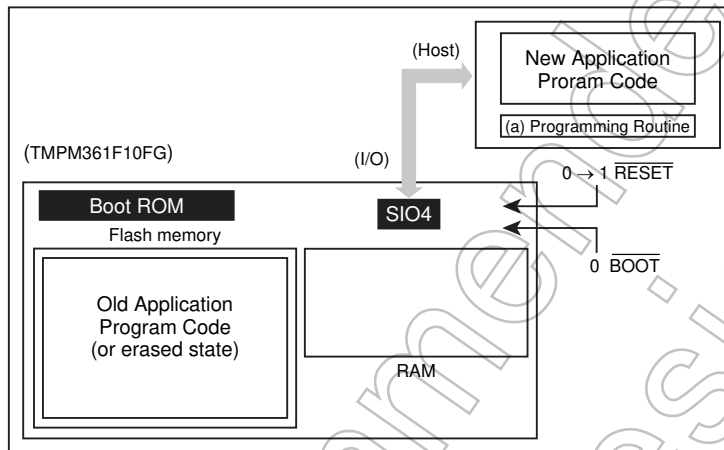 (Host)
New Application
Proram Code
(a) Programming Routine
(TMPM361F10FG)
(I/O)
0 → 1 RESET
Boot ROM
SIO4
Flash memory
0 BOOT
Old Application
Program Code
(or erased state)
RAM